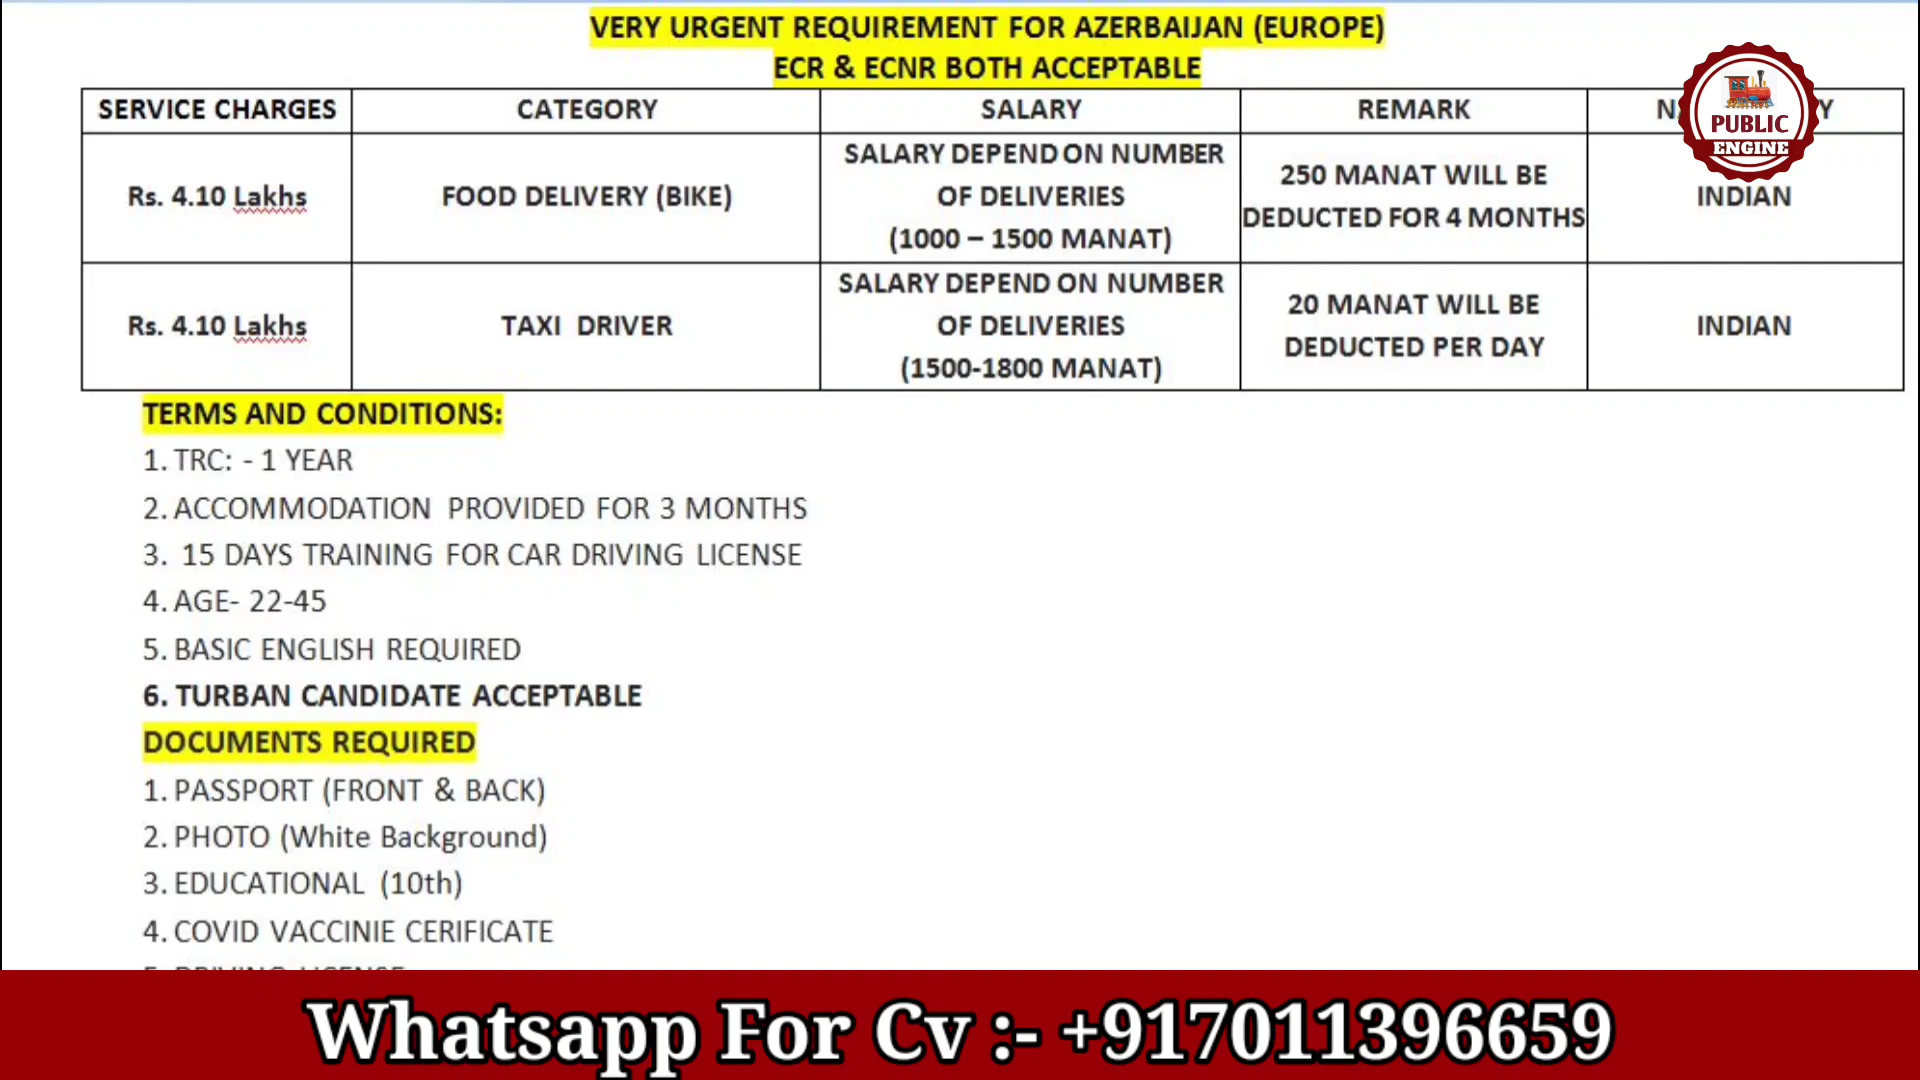 VERY URGENT REQUIREMENT FOR AZERBAIJAN (EUROPE)
ECR & ECNR BOTH ACCEPTABLE
SERVICE CHARGES CATEGORY SALARY REMARK
PUBLIC
ENGINE
Rs. 4.10 Lakhs FOOD DELIVERY (BIKE) SALARY DEPEND ON NUMBER
OF DELIVERIES
(1000 – 1500 MANAT)
250 MANAT WILL BE
DEDUCTED FOR 4 MONTHS
INDIAN
Rs. 4.10 Lakhs TAXI DRIVER SALARY DEPEND ON NUMBER
OF DELIVERIES
(1500-1800 MANAT)
20 MANAT WILL BE
DEDUCTED PER DAY
INDIAN
TERMS AND CONDITIONS:
1. TRC: - 1 YEAR
2. ACCOMMODATION PROVIDED FOR 3 MONTHS
3. 15 DAYS TRAINING FOR CAR DRIVING LICENSE
4. AGE- 22-45
5. BASIC ENGLISH REQUIRED
6. TURBAN CANDIDATE ACCEPTABLE
DOCUMENTS REQUIRED
1. PASSPORT (FRONT & BACK)
2. PHOTO (White Background)
3. EDUCATIONAL (10th)
4. COVID VACCINIE CERIFICATE
Whatsapp For Cv :- +917011396659